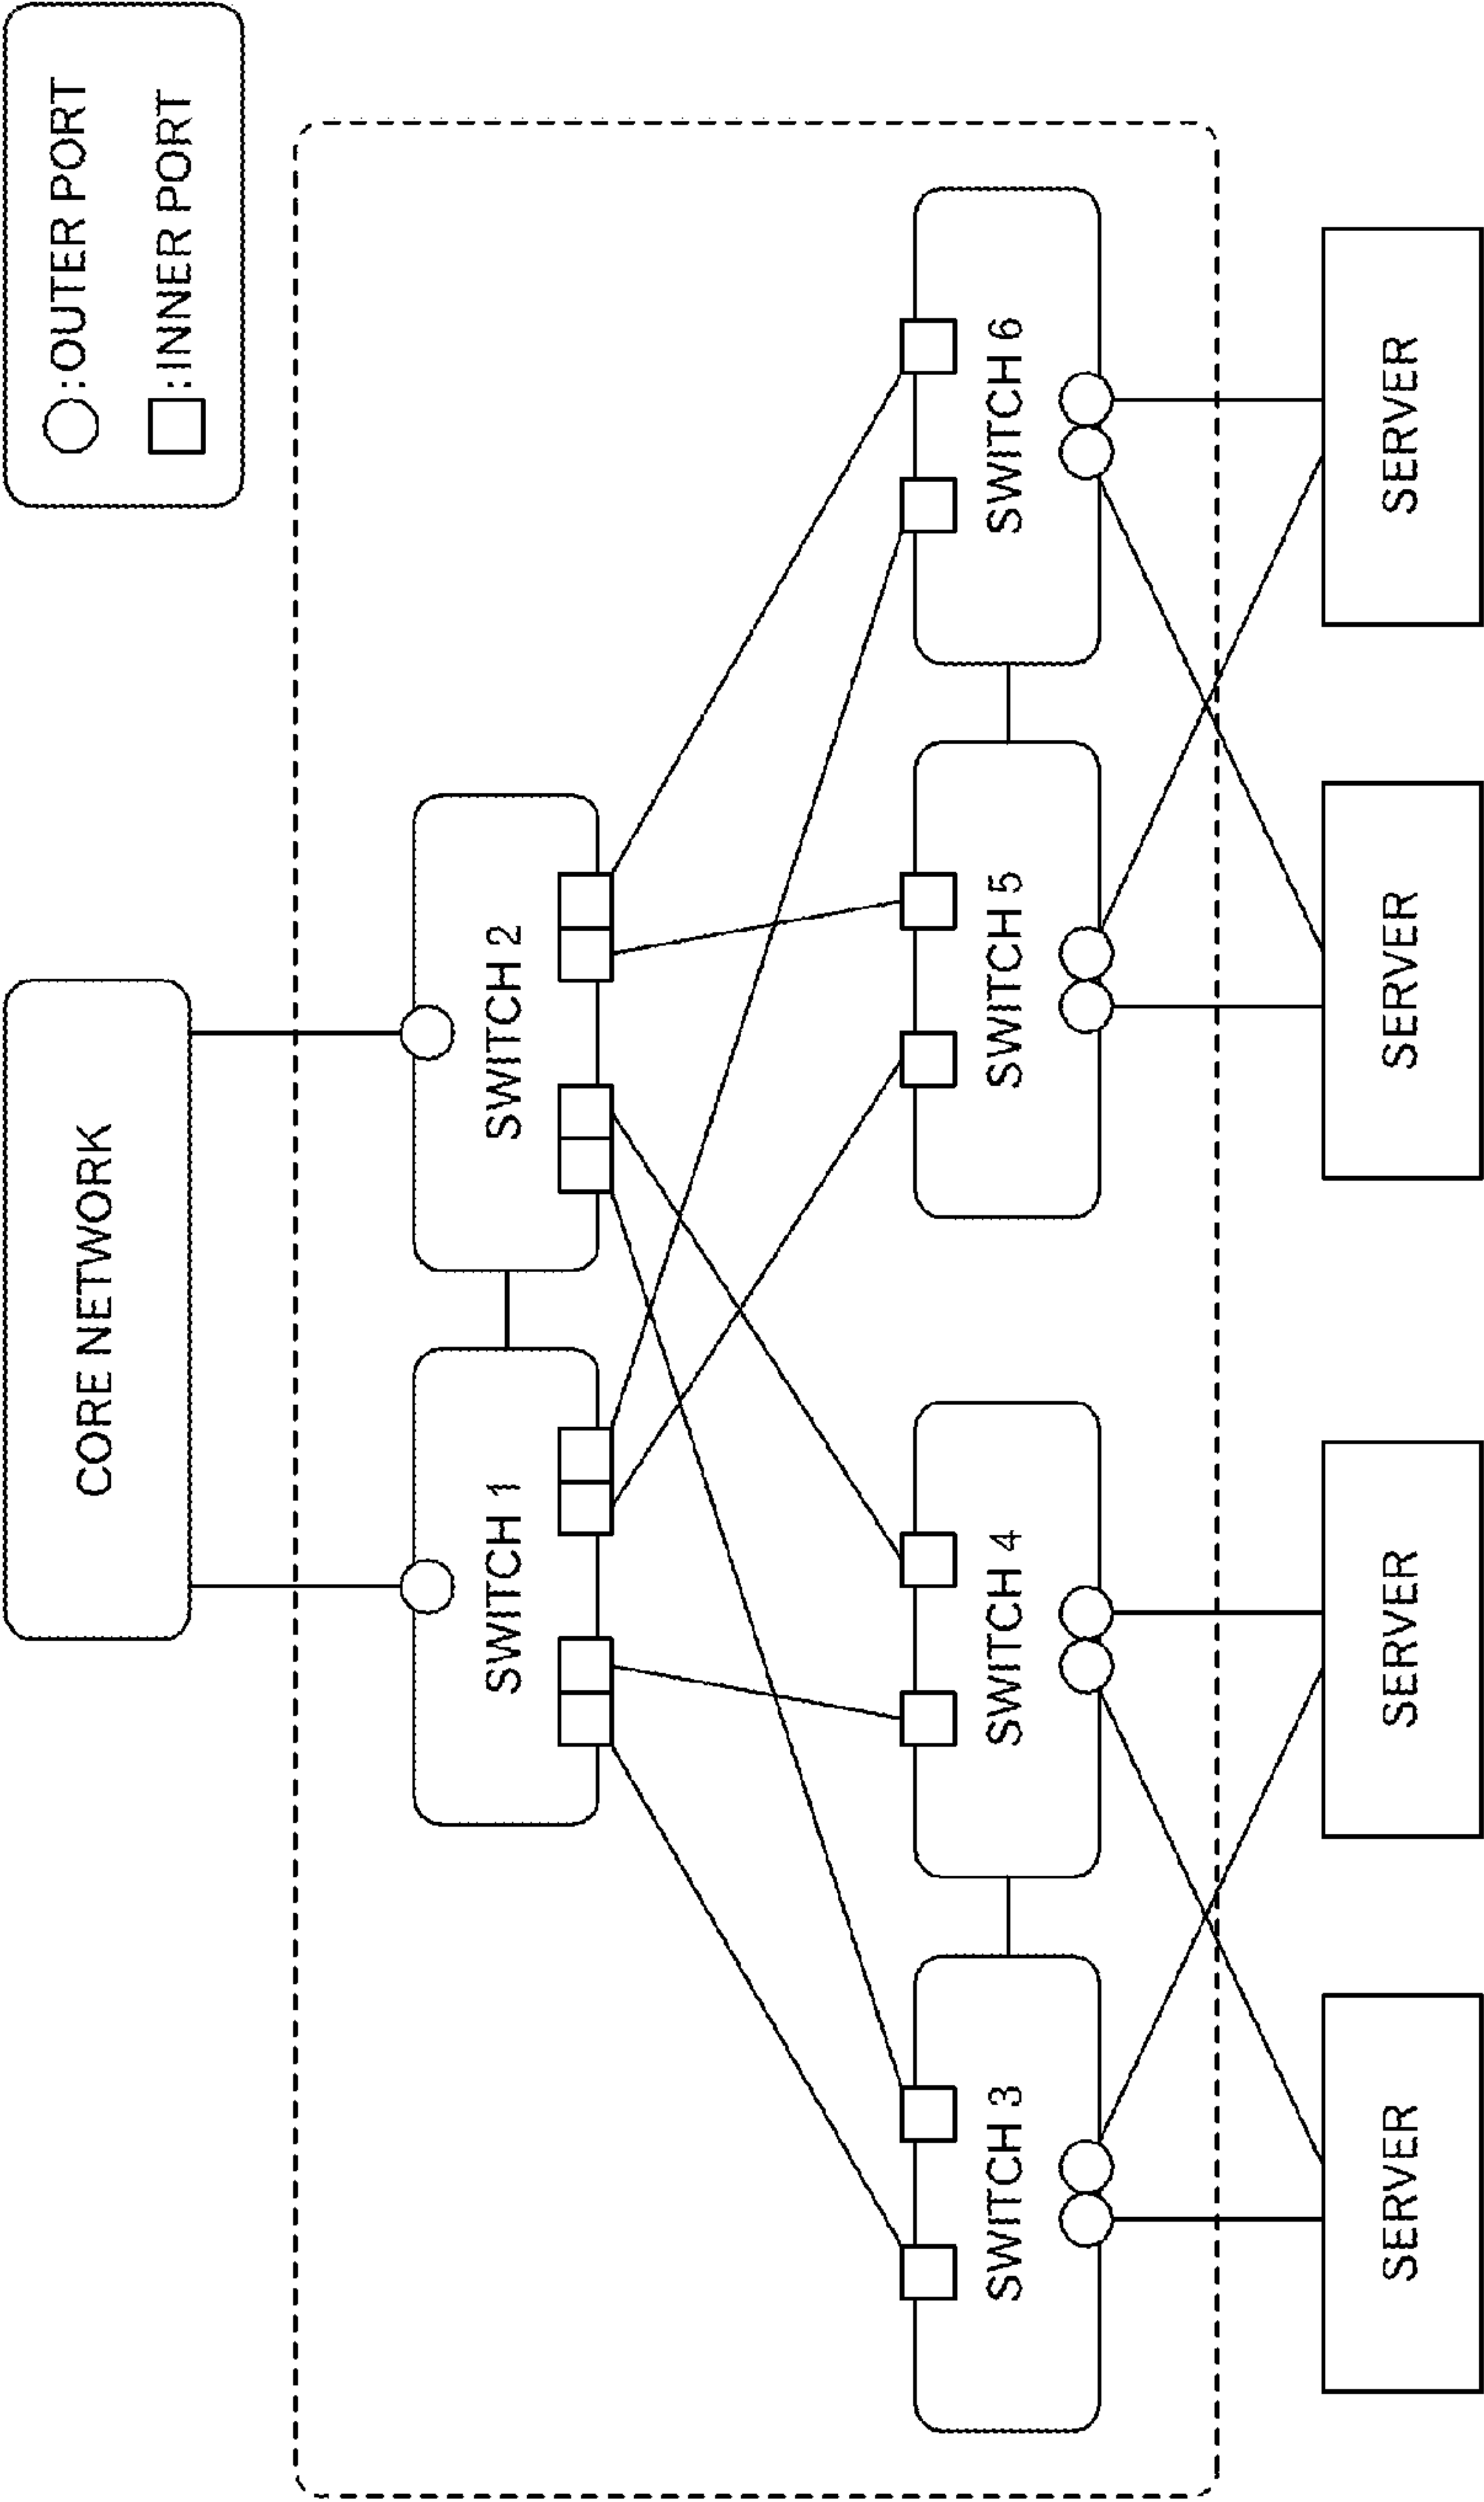 CORE NETWORK
: OUTER PORT
: INNER PORT
SWITCH 1
SWITCH 2
SWITCH 3
SWITCH 4
SWITCH 5
SWITCH 6
SERVER
SERVER
SERVER
SERVER